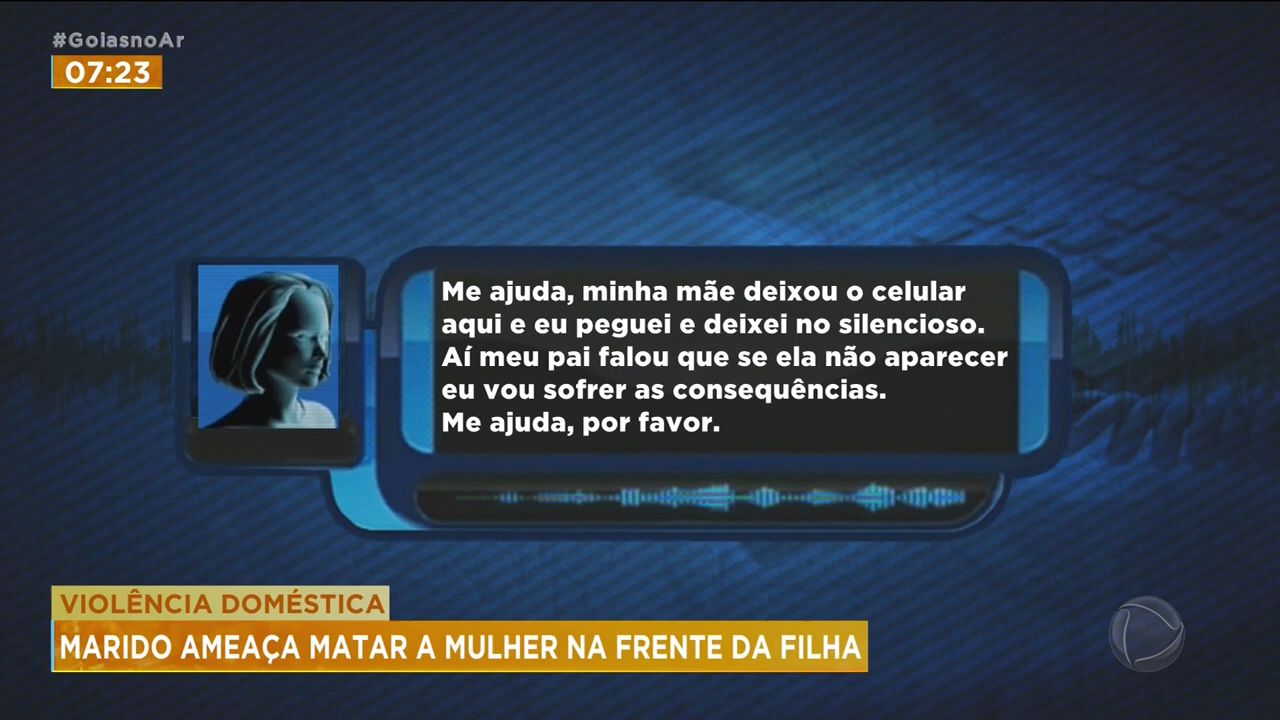 #GoiasnoAr
07:23
Me ajuda, minha mãe deixou o celular
aqui e eu peguei e deixei no silencioso.
Aí meu pai falou que se ela não aparecer
eu vou sofrer as consequências.
Me ajuda, por favor.
VIOLÊNCIA DOMÉSTICA
MARIDO AMEAÇA MATAR A MULHER NA FRENTE DA FILHA